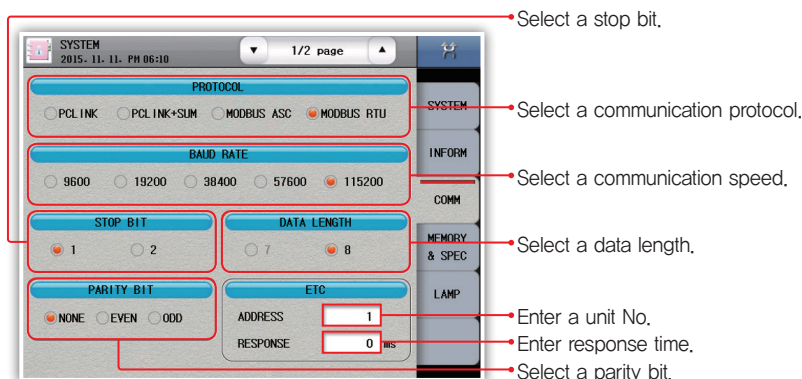 Select a stop bit.
SYSTEM
2015. 11. 11. PM 06:10
▼ 1/2 page ▲
PROTOCOL
PCLINK PCLINK+SUM MODBUS ASC MODBUS RTU
SYSTEM
Select a communication protocol.
BAUD RATE
9600 19200 38400 57600 115200
INFORM
Select a communication speed.
COMM
STOP BIT
1 2
DATA LENGTH
7 8
MEMORY
& SPEC
Select a data length.
PARITY BIT
NONE EVEN ODD
ETC
ADDRESS 1
RESPONSE 0 ms
LAMP
Enter a unit No.
Enter response time.
Select a parity bit.